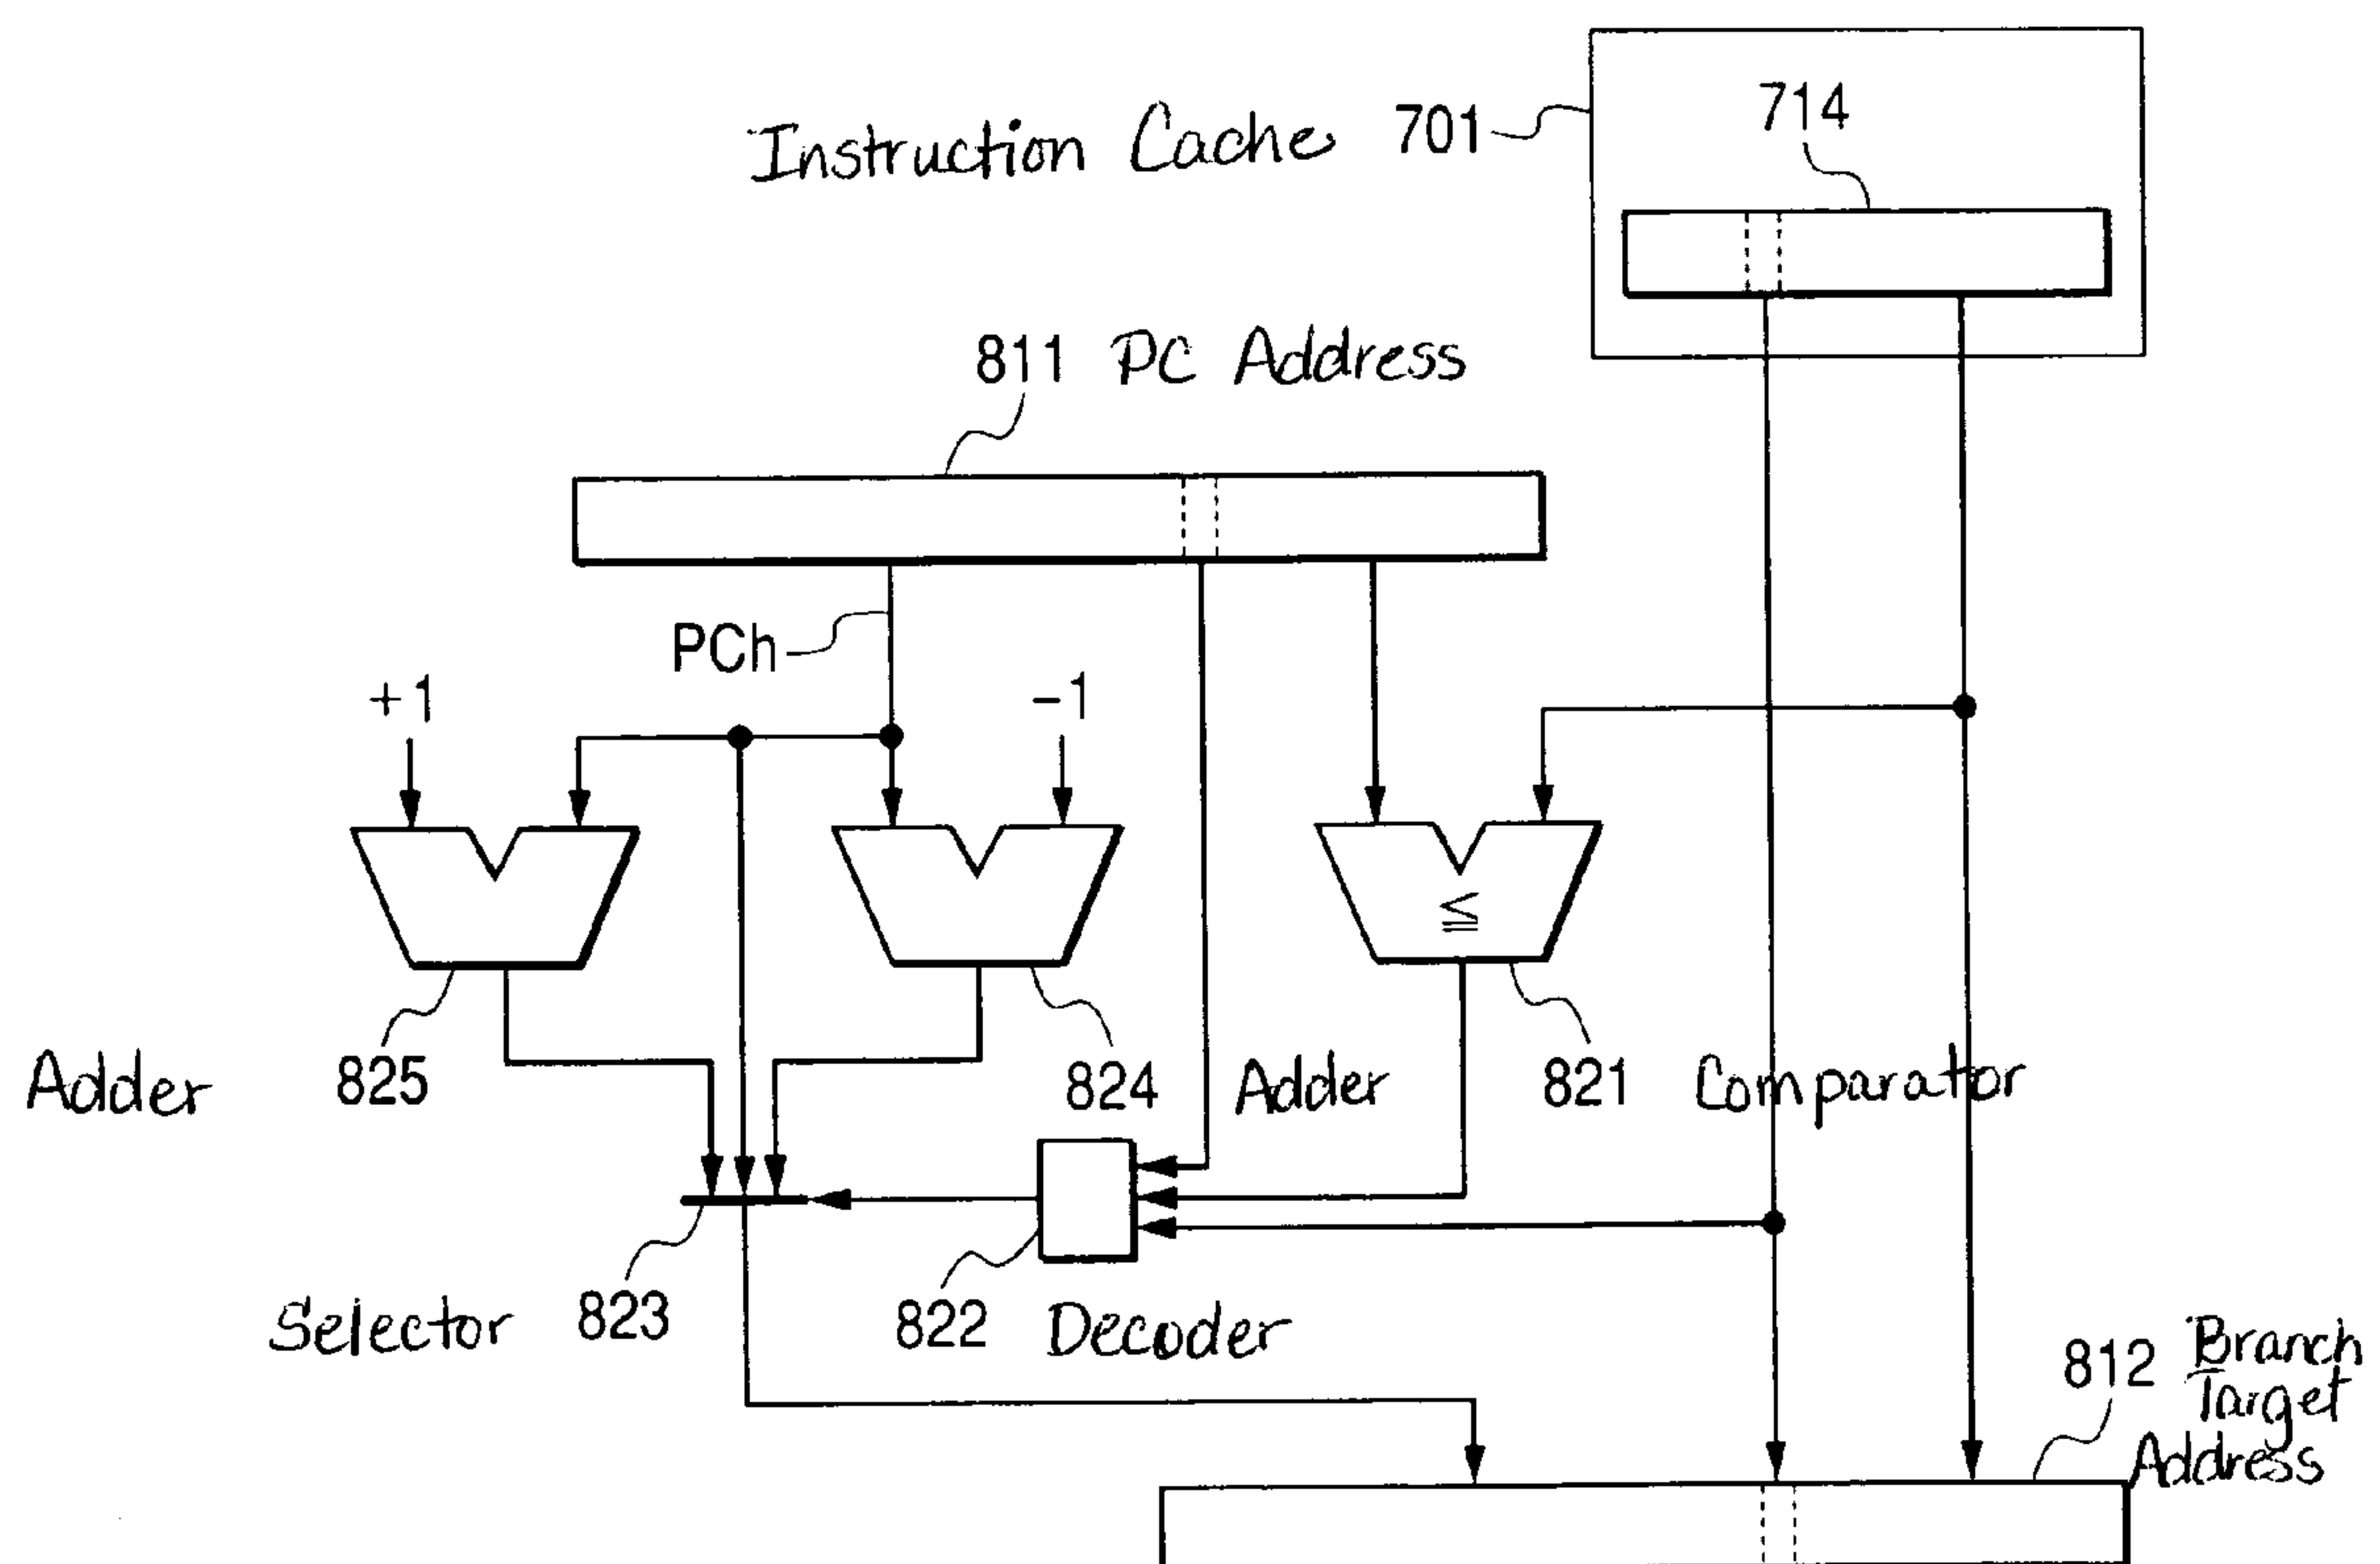 714
Instruction Cache 701
811 PC Address
PCh
+1
-1
≦
Adder 825
824 Adder
821 Comparator
Selector 823
822 Decoder
812 Branch
Target
Address